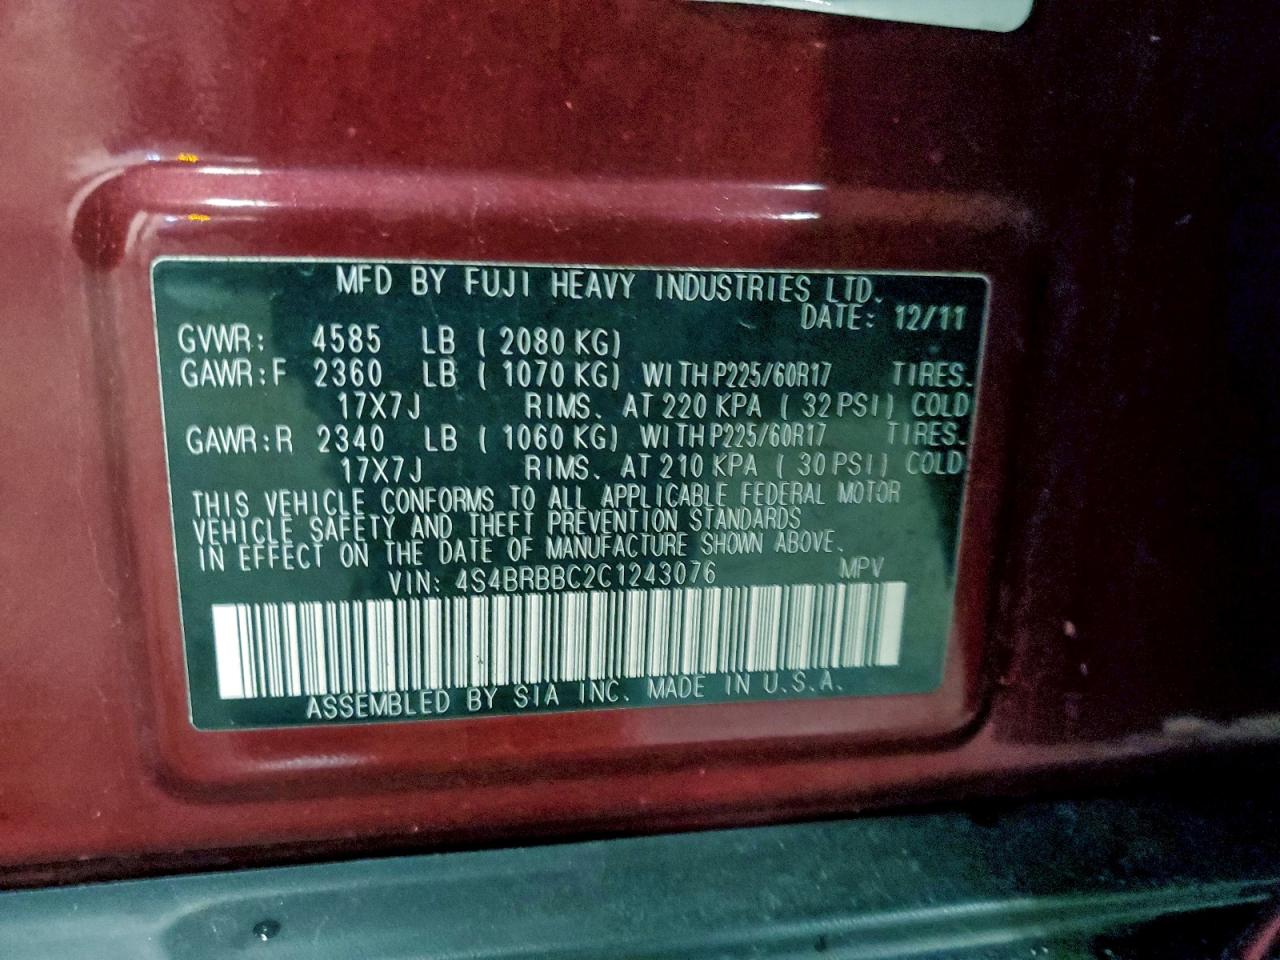 MFD BY FUJI HEAVY INDUSTRIES LTD.
DATE: 12/11
GVWR: 4585 LB ( 2080 KG)
GAWR:F 2360 LB ( 1070 KG) WITH P225/60R17 TIRES.
17X7J RIMS. AT 220 KPA ( 32 PSI) COLD
GAWR:R 2340 LB ( 1060 KG) WITH P225/60R17 TIRES.
17X7J RIMS. AT 210 KPA ( 30 PSI) COLD
THIS VEHICLE CONFORMS TO ALL APPLICABLE FEDERAL MOTOR
VEHICLE SAFETY AND THEFT PREVENTION STANDARDS
IN EFFECT ON THE DATE OF MANUFACTURE SHOWN ABOVE.
VIN: 4S4BRBBC2C1243076 MPV
ASSEMBLED BY SIA INC. MADE IN U.S.A.